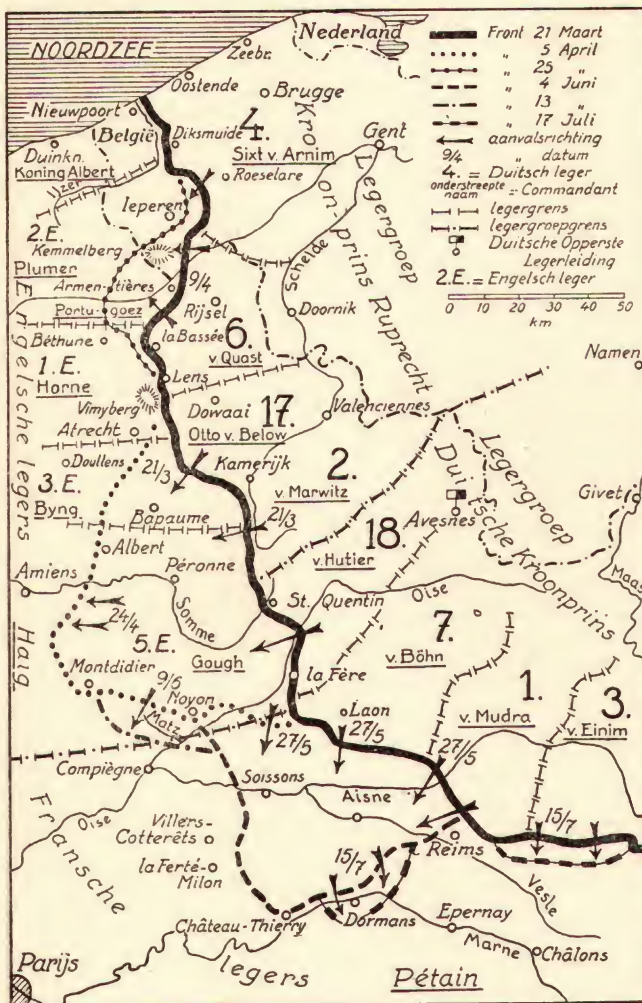 NOORDZEE
Nederland
Zeebr.
Oostende
Brugge
Nieuwpoort
België
Diksmuide
4.
Sixt v. Arnim
Gent
Duinkn.
Koning Albert
IJzer
Roeselare
Ieperen
2.E.
Kemmelberg
Plumer
Armentières
9/4
Schelde
Legergroep
Kroon-prins Ruprecht
Doornik
Portugeez
Rijsel
la Bassée
6.
v. Quast
Béthune
1.E.
Horne
Lens
Vimyberg
Dowaai
17.
Valenciennes
Namen
Atrecht
Otto v. Below
Doullens
21/3
Kamerijk
2.
v. Marwitz
3.E.
Byng
Bapaume
21/3
Albert
Engelsche legers
Haig
Legergroep
Duitsche Kroonprins
Givet
Avesnes
18.
v. Hutier
Maas
Amiens
Péronne
Somme
St. Quentin
Oise
24/4
5.E.
Gough
7.
v. Böhn
Montdidier
9/6
Noyon
Matz
la Fère
1.
v. Mudra
3.
v. Einim
Laon
27/5
27/5
27/5
Compiègne
Soissons
Aisne
Oise
Villers-
Cotterêts
la Ferté-
Milon
Reims
15/7
15/7
Vesle
Château-Thierry
Dormans
Epernay
Marne
Châlons
Fransche
legers
Parijs
Pétain
Front 21 Maart
„ 5 April
„ 25 „
„ 4 Juni
„ 13 „
„ 17 Juli
aanvalsrichting
9/4 „ datum
4. = Duitsch leger
onderstreepte naam = Commandant
legergrens
legergroepgrens
Duitsche Opperste
Legerleiding
2.E. = Engelsch leger
0 10 20 30 40 50
km